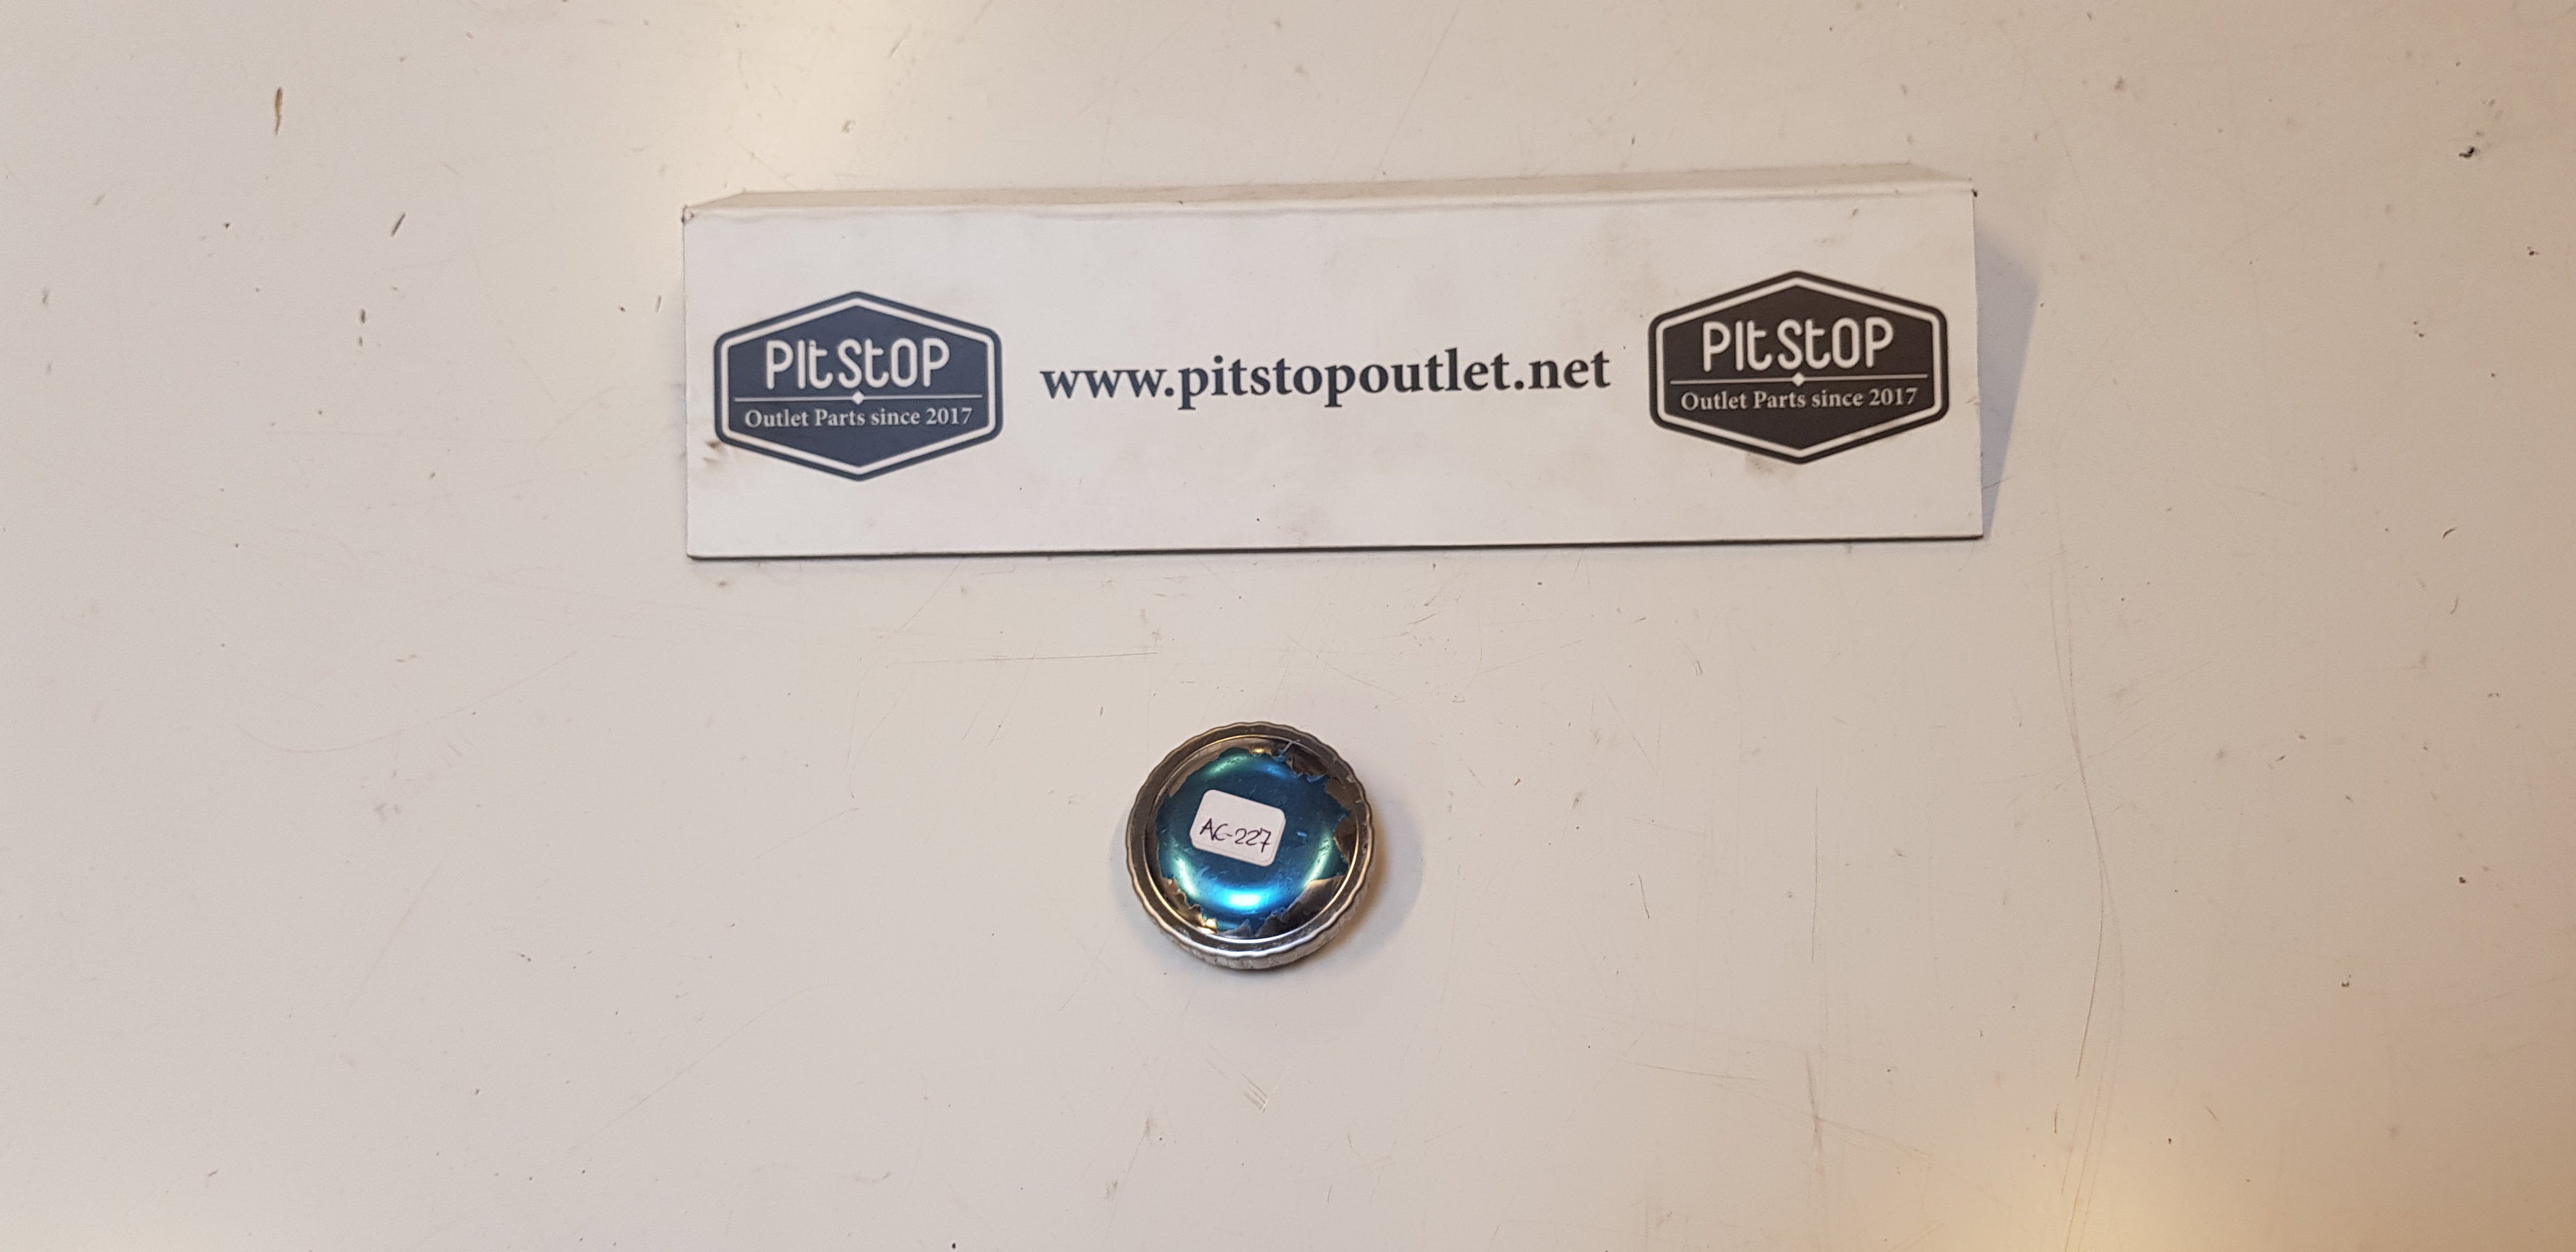 PitStop
Outlet Parts since 2017
www.pitstopoutlet.net
PitStop
Outlet Parts since 2017
AC-227